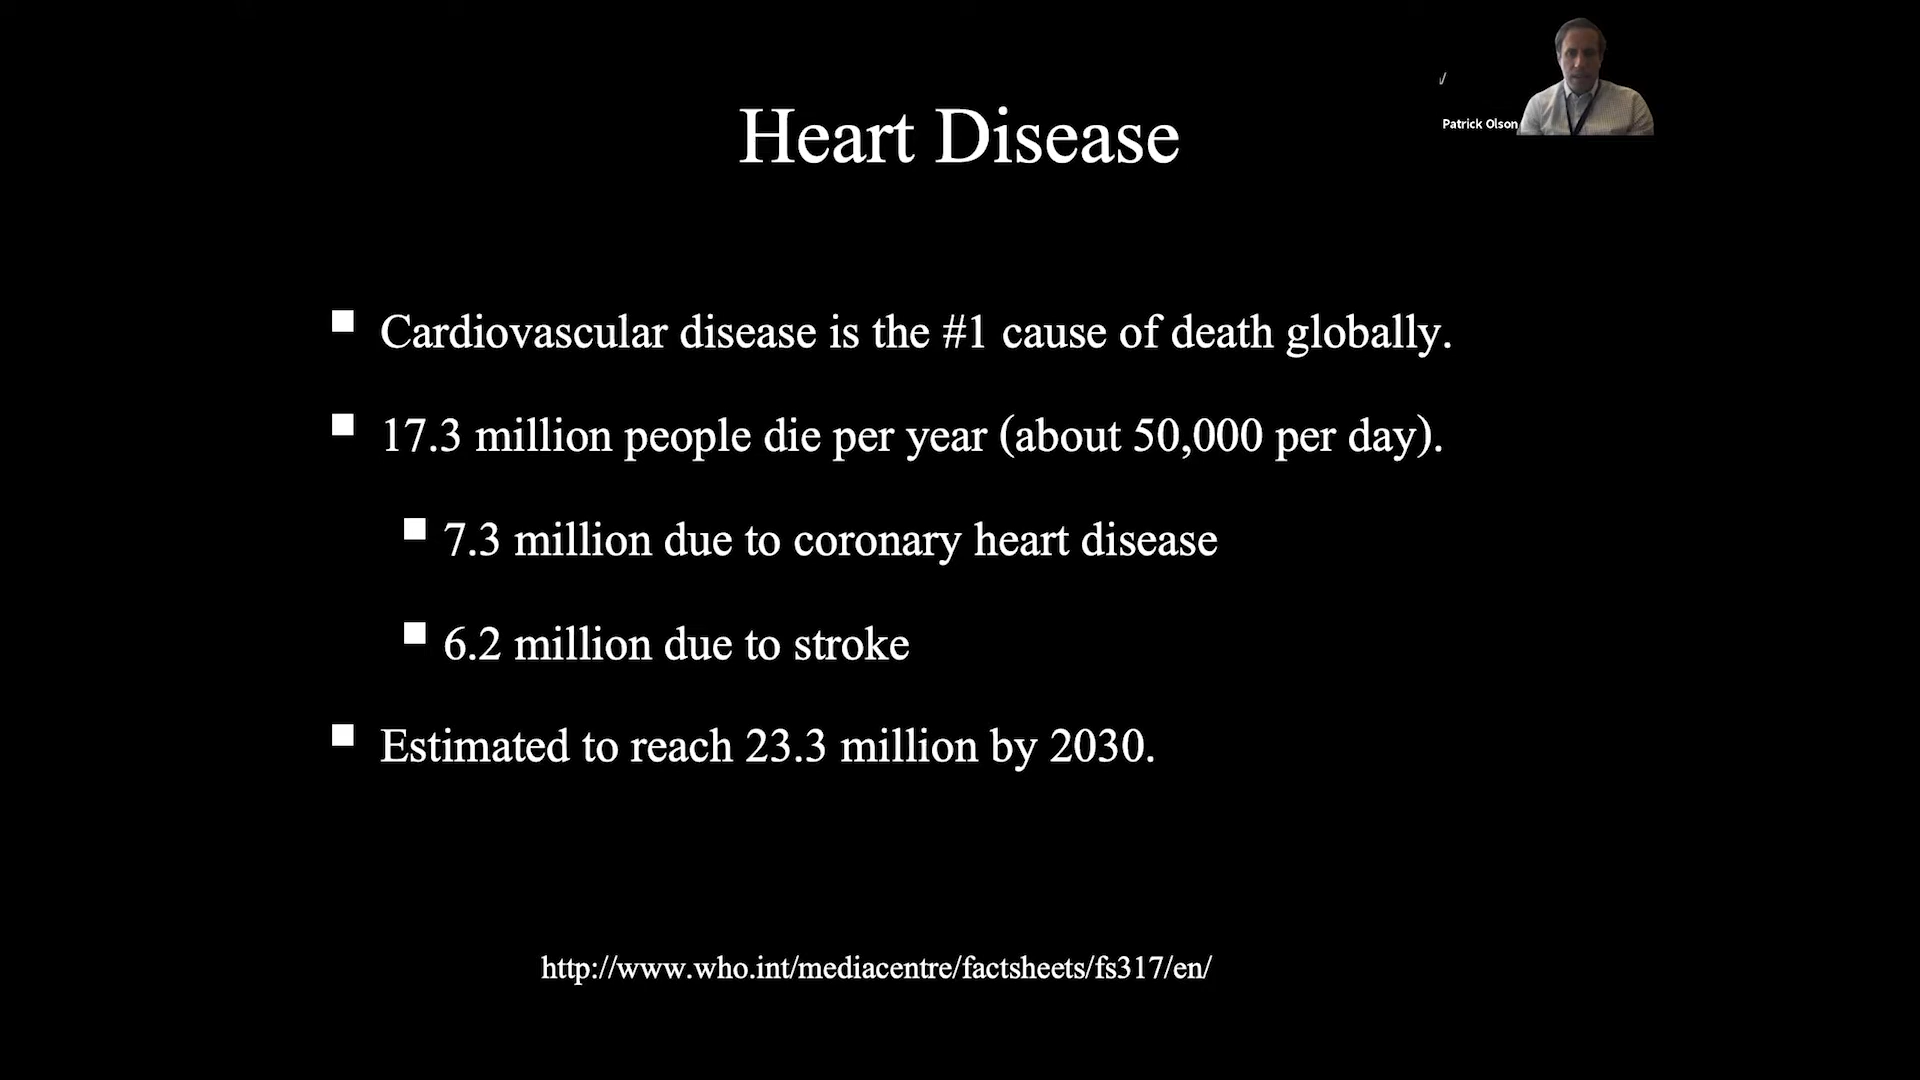 Heart Disease
Patrick Olson
Cardiovascular disease is the #1 cause of death globally.
17.3 million people die per year (about 50,000 per day).
7.3 million due to coronary heart disease
6.2 million due to stroke
Estimated to reach 23.3 million by 2030.
http://www.who.int/mediacentre/factsheets/fs317/en/